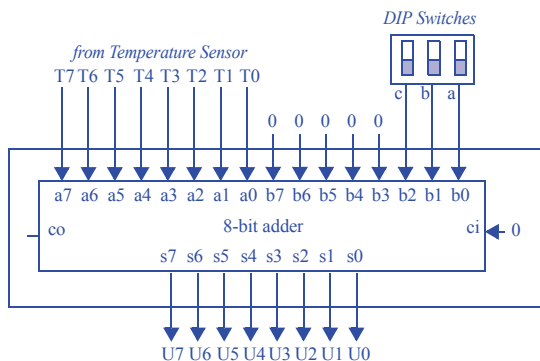 DIP Switches
from Temperature Sensor
T7 T6 T5 T4 T3 T2 T1 T0
c b a
0 0 0 0 0
a7 a6 a5 a4 a3 a2 a1 a0 b7 b6 b5 b4 b3 b2 b1 b0
co 8-bit adder ci 0
s7 s6 s5 s4 s3 s2 s1 s0
U7 U6 U5 U4 U3 U2 U1 U0